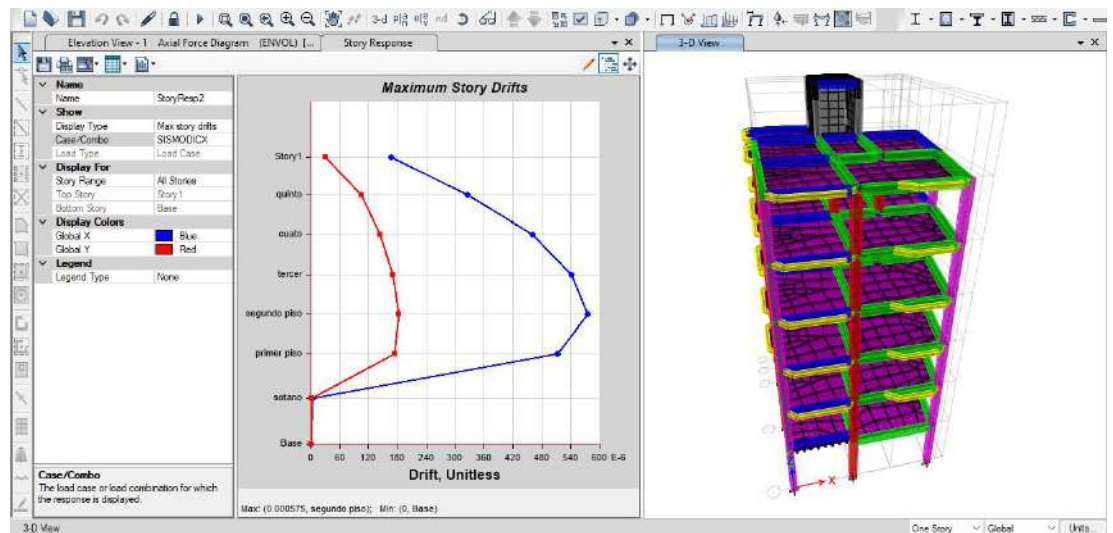 3-d
nd
Elevation View - 1 Axial Force Diagram (ENVOL) [...
Story Response
3-D View
Name
Name StoryResp2
Show
Display Type Max story drifts
Case/Combo SISMODICX
Load Type Load Case
Display For
Story Range All Stories
Top Story Story1
Bottom Story Base
Display Colors
Global X Blue
Global Y Red
Legend
Legend Type None
Case/Combo
The load case or load combination for which
the response is displayed.
Maximum Story Drifts
Story1
quinto
cuato
tercer
segundo piso
primer piso
sotano
Base
0 60 120 180 240 300 360 420 480 540 600 E-6
Drift, Unitless
Max: (0.000575, segundo piso); Min: (0, Base)
X
3-D View
One Story
Global
Units...